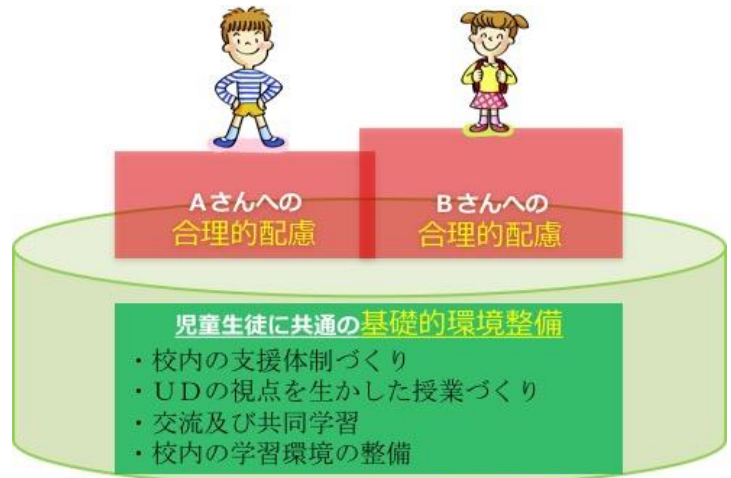 Aさんへの
合理的配慮
Bさんへの
合理的配慮
児童生徒に共通の基礎的環境整備
・校内の支援体制づくり
・UDの視点を生かした授業づくり
・交流及び共同学習
・校内の学習環境の整備